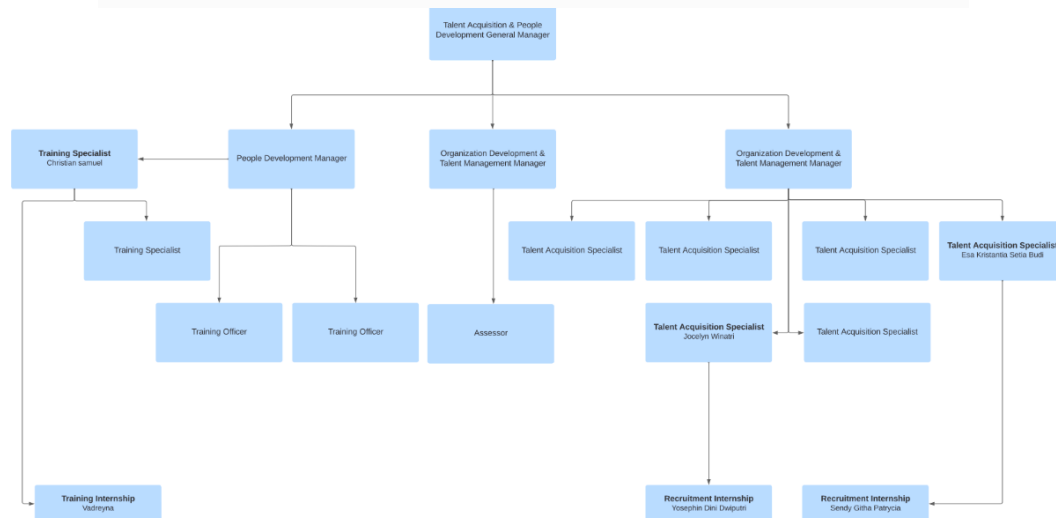 Talent Acquisition & People
Development General Manager
Training Specialist
Christian samuel
People Development Manager
Organization Development &
Talent Management Manager
Organization Development &
Talent Management Manager
Training Specialist
Talent Acquisition Specialist
Talent Acquisition Specialist
Talent Acquisition Specialist
Talent Acquisition Specialist
Esa Kristantia Setia Budi
Training Officer
Training Officer
Assessor
Talent Acquisition Specialist
Jocelyn Winatri
Talent Acquisition Specialist
Training Internship
Vadreyna
Recruitment Internship
Yosephin Dini Dwiputri
Recruitment Internship
Sendy Githa Patrycia